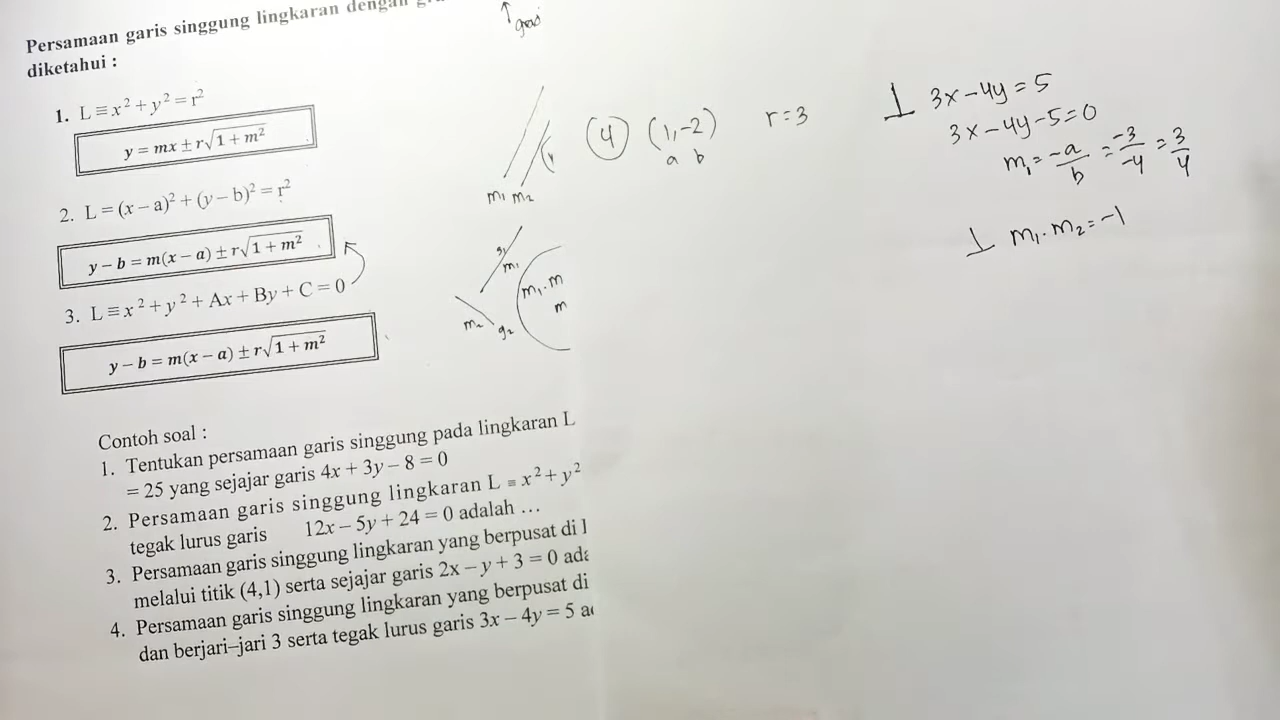 Persamaan garis singgung lingkaran dengan
diketahui :
↑
grad
1. L ≡ x² + y² = r²
y = mx ± r√(1 + m²)
2. L = (x – a)² + (y – b)² = r²
y – b = m(x – a) ± r√(1 + m²)
3. L ≡ x² + y² + Ax + By + C = 0
y – b = m(x – a) ± r√(1 + m²)
m₁ m₂
4 (1,-2) r = 3
a b
g₁
m₁
m₂ g₂
m₁ . m
m
⊥ 3x – 4y = 5
3x – 4y – 5 = 0
m₁ = -a/b = -3/-4 = 3/4
⊥ m₁ . m₂ = -1
Contoh soal :
1. Tentukan persamaan garis singgung pada lingkaran L
= 25 yang sejajar garis 4x + 3y – 8 = 0
2. Persamaan garis singgung lingkaran L ≡ x² + y²
tegak lurus garis 12x – 5y + 24 = 0 adalah …
3. Persamaan garis singgung lingkaran yang berpusat di
melalui titik (4,1) serta sejajar garis 2x – y + 3 = 0
4. Persamaan garis singgung lingkaran yang berpusat di
dan berjari–jari 3 serta tegak lurus garis 3x – 4y = 5